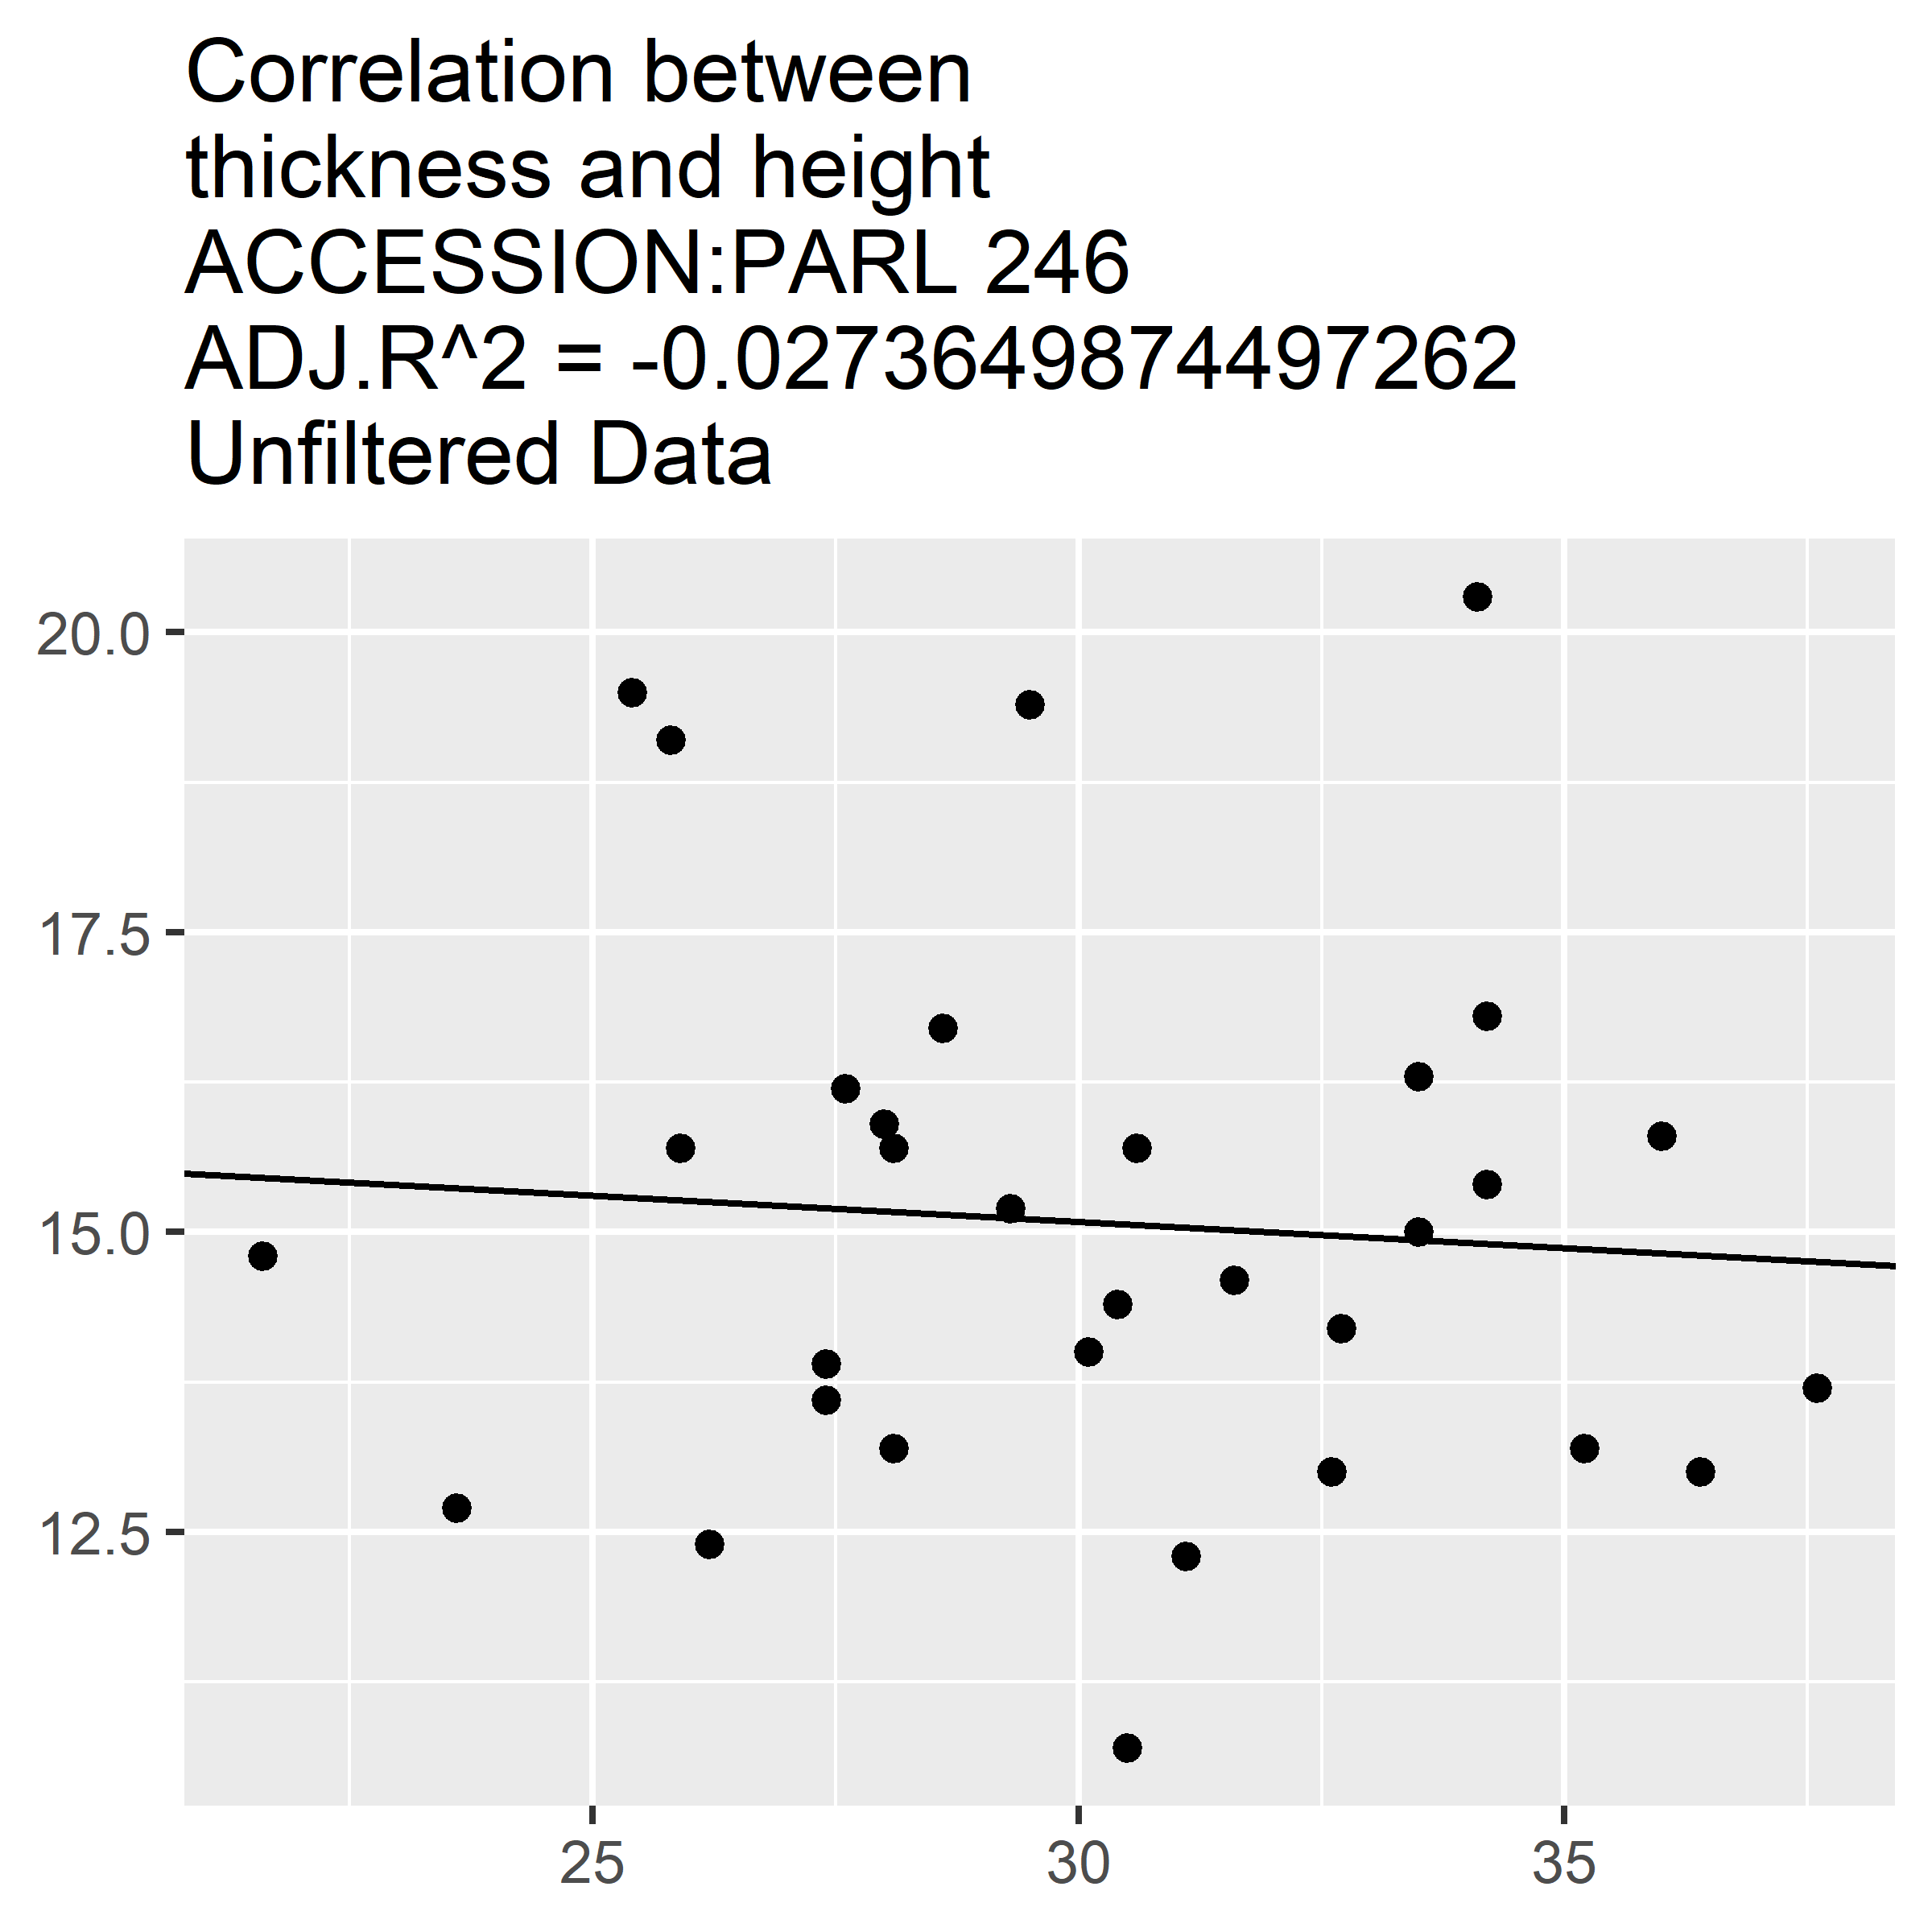 Correlation between
thickness and height
ACCESSION:PARL 246
ADJ.R^2 = -0.0273649874497262
Unfiltered Data
20.0
17.5
15.0
12.5
25 30 35